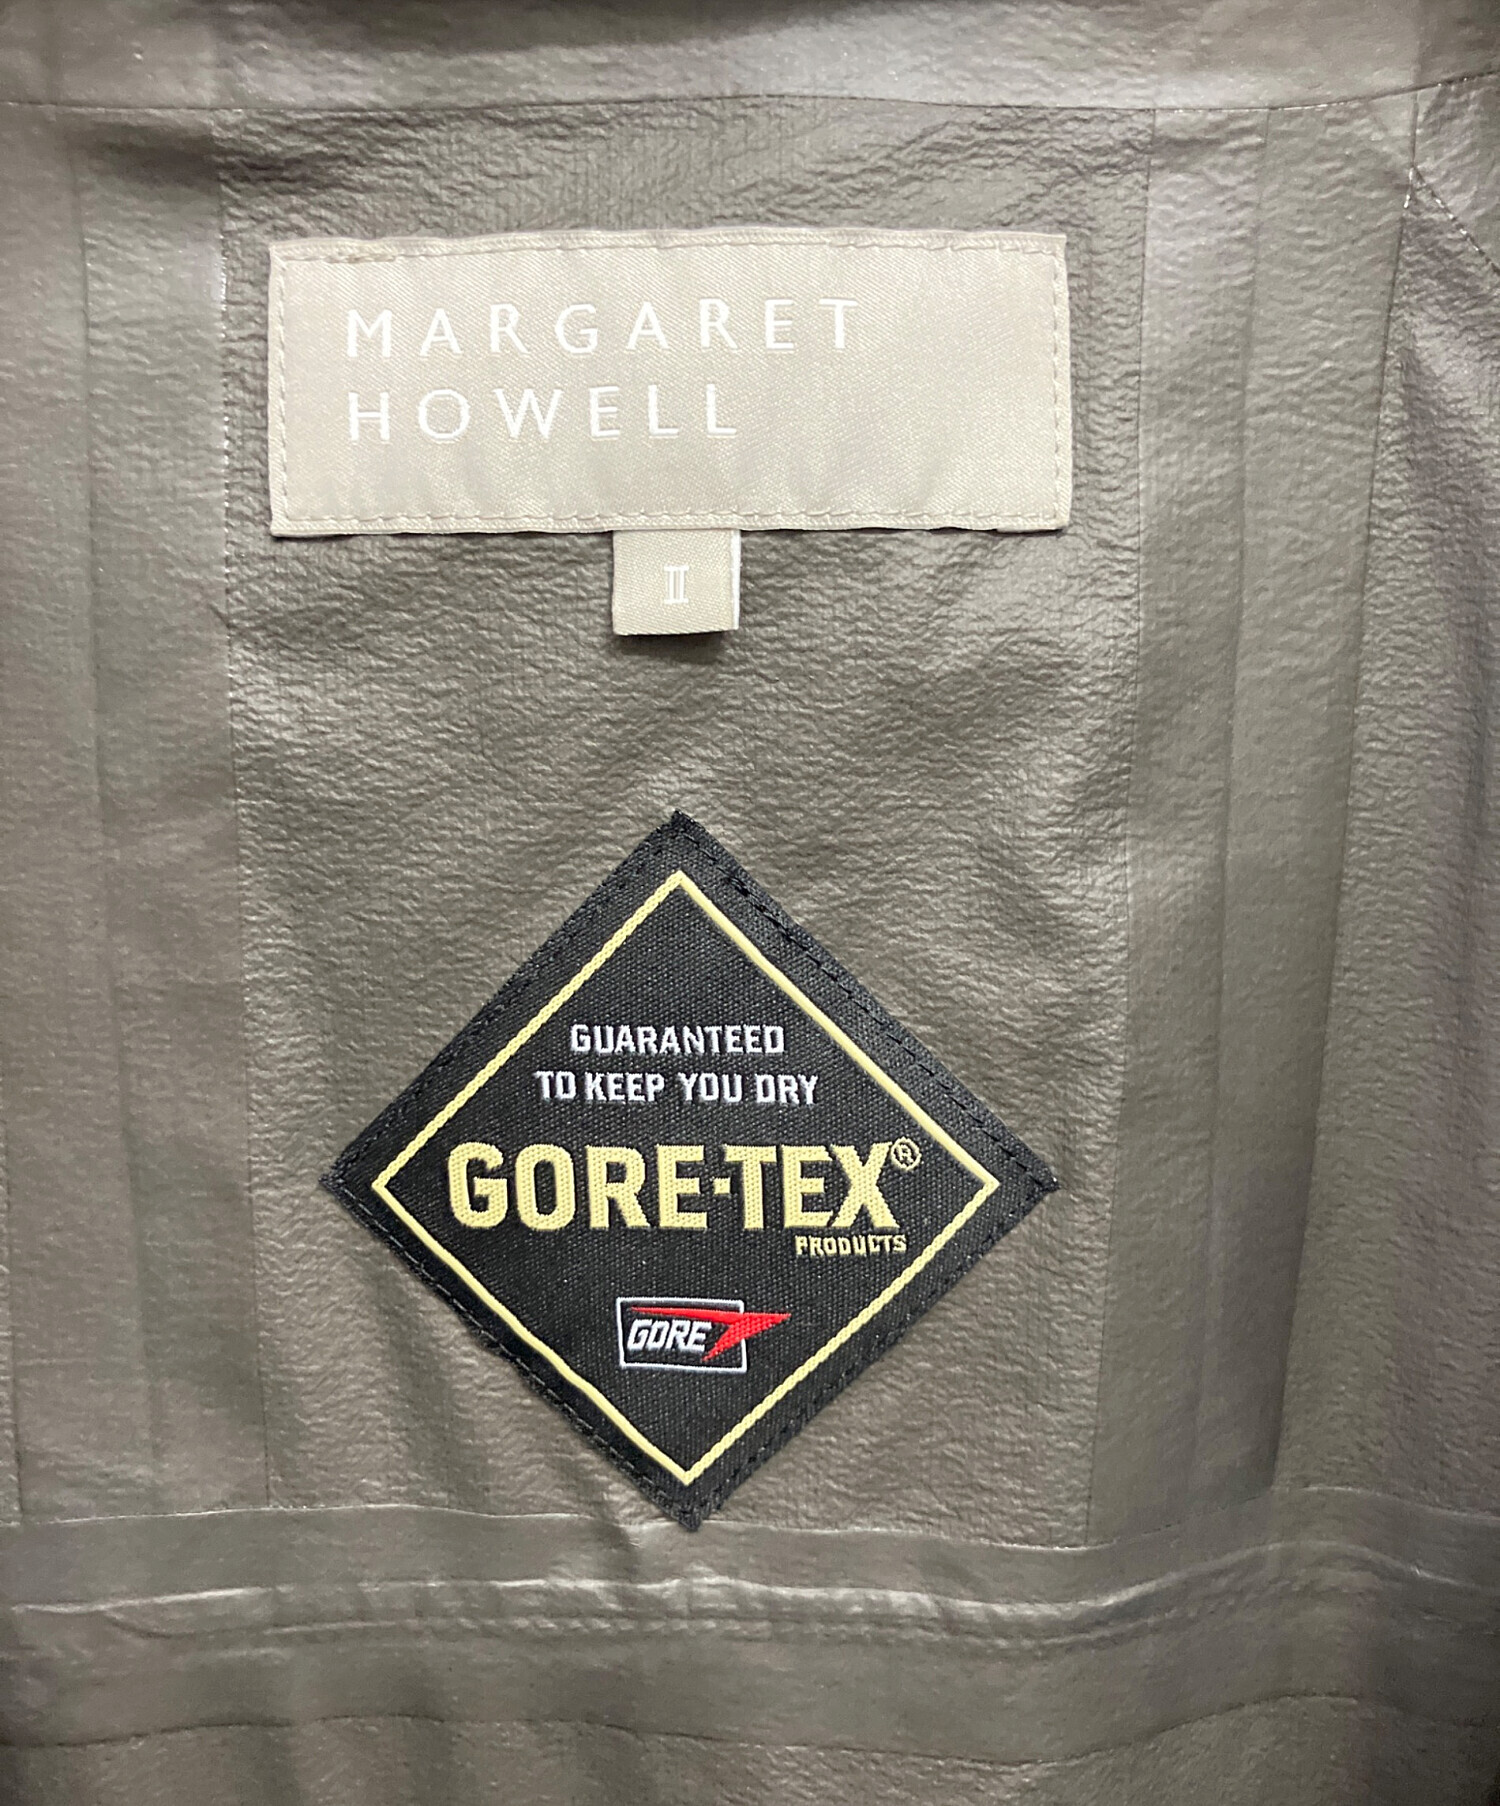 MARGARET
HOWELL
II
GUARANTEED
TO KEEP YOU DRY
GORE-TEX®
PRODUCTS
GORE